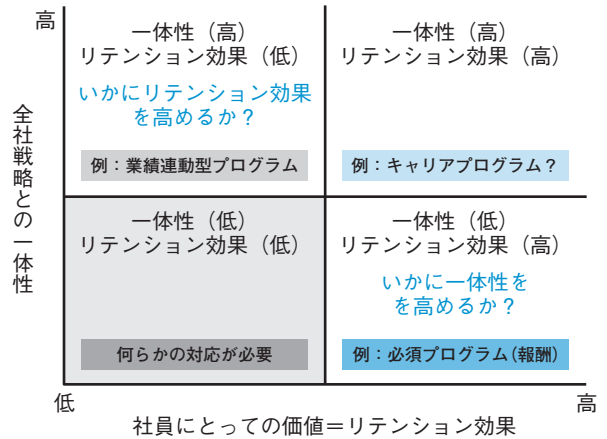 高
全社戦略との一体性
一体性（高）
リテンション効果（低）
いかにリテンション効果
を高めるか？
例：業績連動型プログラム
一体性（高）
リテンション効果（高）
例：キャリアプログラム？
一体性（低）
リテンション効果（低）
何らかの対応が必要
一体性（低）
リテンション効果（高）
いかに一体性を
を高めるか？
例：必須プログラム（報酬）
低
高
社員にとっての価値＝リテンション効果